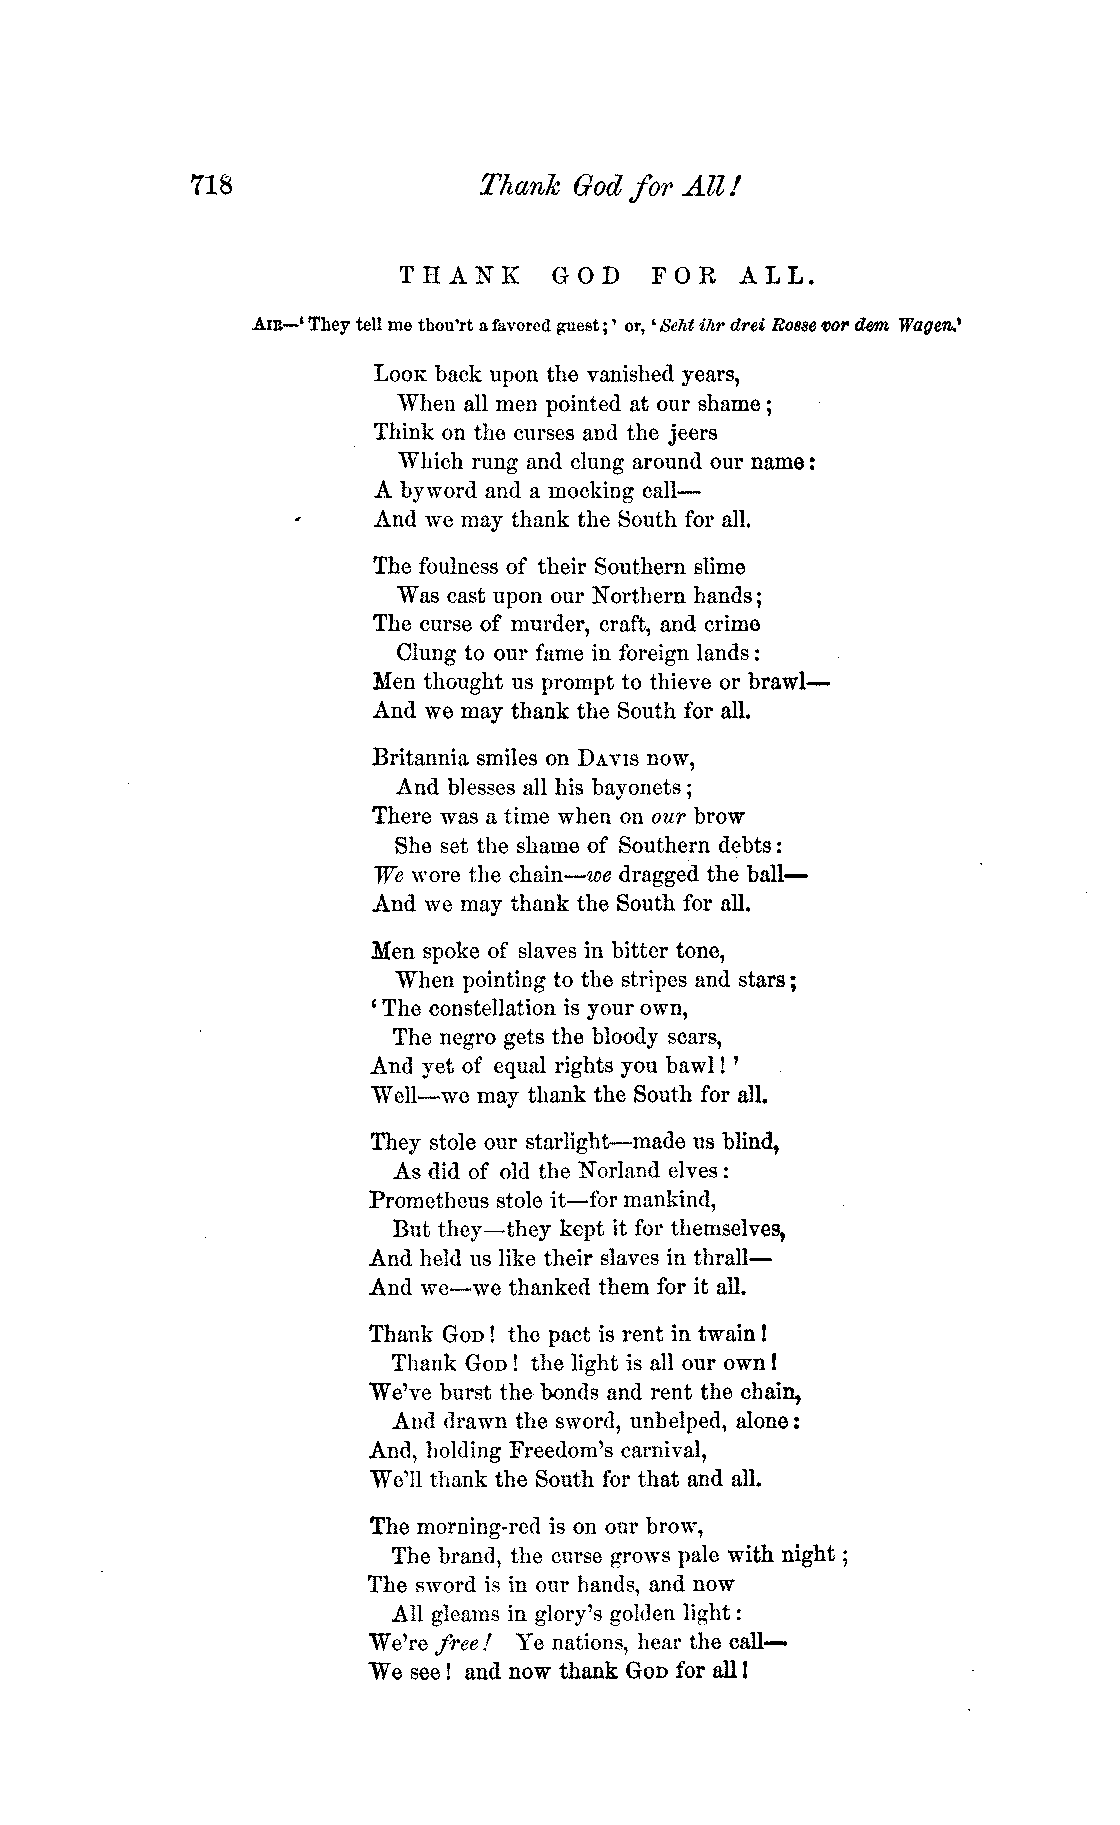 718 Thank God for All!
THANK GOD FOR ALL.
AIR—‘They tell me thou’rt a favored guest;’ or, ‘Seht ihr drei Rosse vor dem Wagen.’
LOOK back upon the vanished years,
When all men pointed at our shame;
Think on the curses and the jeers
Which rung and clung around our name:
A byword and a mocking call—
And we may thank the South for all.
The foulness of their Southern slime
Was cast upon our Northern hands;
The curse of murder, craft, and crime
Clung to our fame in foreign lands:
Men thought us prompt to thieve or brawl—
And we may thank the South for all.
Britannia smiles on DAVIS now,
And blesses all his bayonets;
There was a time when on our brow
She set the shame of Southern debts:
We wore the chain—we dragged the ball—
And we may thank the South for all.
Men spoke of slaves in bitter tone,
When pointing to the stripes and stars;
‘The constellation is your own,
The negro gets the bloody scars,
And yet of equal rights you bawl!’
Well—we may thank the South for all.
They stole our starlight—made us blind,
As did of old the Norland elves:
Prometheus stole it—for mankind,
But they—they kept it for themselves,
And held us like their slaves in thrall—
And we—we thanked them for it all.
Thank GOD! the pact is rent in twain!
Thank GOD! the light is all our own!
We’ve burst the bonds and rent the chain,
And drawn the sword, unhelped, alone:
And, holding Freedom’s carnival,
We’ll thank the South for that and all.
The morning-red is on our brow,
The brand, the curse grows pale with night;
The sword is in our hands, and now
All gleams in glory’s golden light:
We’re free! Ye nations, hear the call—
We see! and now thank GOD for all!